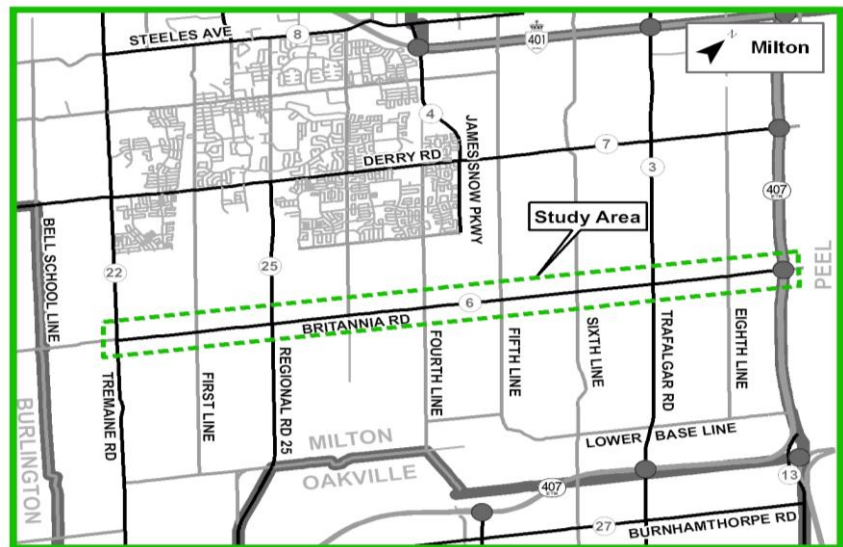 STEELES AVE
8
401
Milton
4
JAMES SNOW PKWY
7
DERRY RD
3
407
ETR
Study Area
PEEL
BELL SCHOOL LINE
22
25
6
BRITANNIA RD
TREMAINE RD
FIRST LINE
REGIONAL RD 25
FOURTH LINE
FIFTH LINE
SIXTH LINE
TRAFALGAR RD
EIGHTH LINE
BURLINGTON
MILTON
OAKVILLE
LOWER BASE LINE
407
ETR
13
27
BURNHAMTHORPE RD